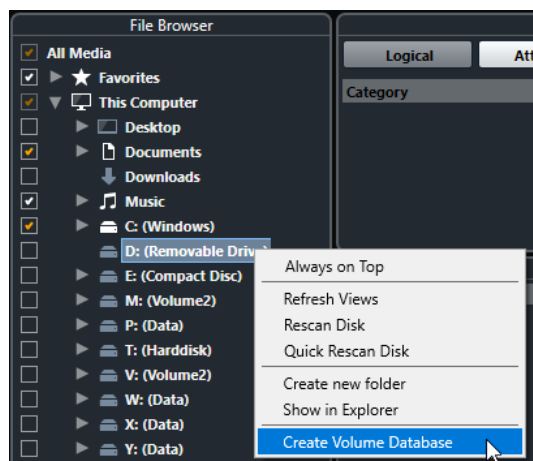 File Browser
All Media
Favorites
This Computer
Desktop
Documents
Downloads
Music
C: (Windows)
D: (Removable Drive)
E: (Compact Disc)
M: (Volume2)
P: (Data)
T: (Harddisk)
V: (Volume2)
W: (Data)
X: (Data)
Y: (Data)
Logical
Att
Category
Always on Top
Refresh Views
Rescan Disk
Quick Rescan Disk
Create new folder
Show in Explorer
Create Volume Database